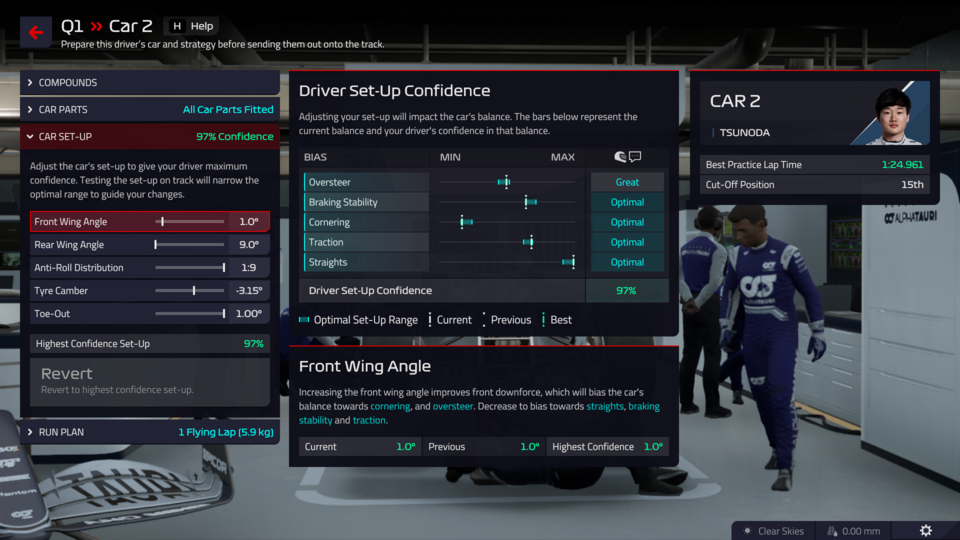 Q1 » Car 2
H Help
Prepare this driver's car and strategy before sending them out onto the track.
COMPOUNDS
CAR PARTS All Car Parts Fitted
CAR SET-UP 97% Confidence
Adjust the car's set-up to give your driver maximum
confidence. Testing the set-up on track will narrow the
optimal range to guide your changes.
Front Wing Angle 1.0°
Rear Wing Angle 9.0°
Anti-Roll Distribution 1:9
Tyre Camber -3.15°
Toe-Out 1.00°
Highest Confidence Set-Up 97%
Revert
Revert to highest confidence set-up.
RUN PLAN 1 Flying Lap (5.9 kg)
Driver Set-Up Confidence
Adjusting your set-up will impact the car's balance. The bars below represent the
current balance and your driver's confidence in that balance.
BIAS MIN MAX
Oversteer Great
Braking Stability Optimal
Cornering Optimal
Traction Optimal
Straights Optimal
Driver Set-Up Confidence 97%
Optimal Set-Up Range Current Previous Best
Front Wing Angle
Increasing the front wing angle improves front downforce, which will bias the car's
balance towards cornering, and oversteer. Decrease to bias towards straights, braking
stability and traction.
Current 1.0° Previous 1.0° Highest Confidence 1.0°
CAR 2
TSUNODA
Best Practice Lap Time 1:24.961
Cut-Off Position 15th
ALPHATAURI
Clear Skies 0.00 mm